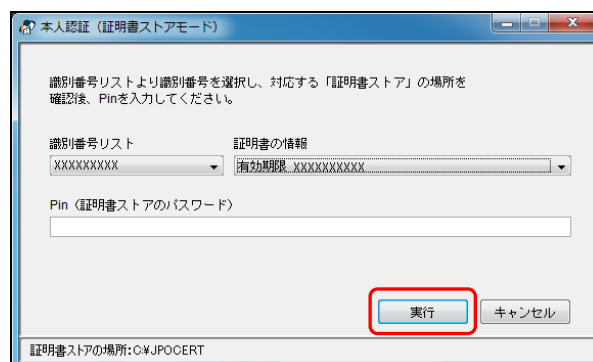 本人認証（証明書ストアモード）
識別番号リストより識別番号を選択し、対応する「証明書ストア」の場所を
確認後、Pinを入力してください。
識別番号リスト 証明書の情報
XXXXXXXXX 有効期限 XXXXXXXXXX
Pin（証明書ストアのパスワード）
実行 キャンセル
証明書ストアの場所:C:¥JPOCERT